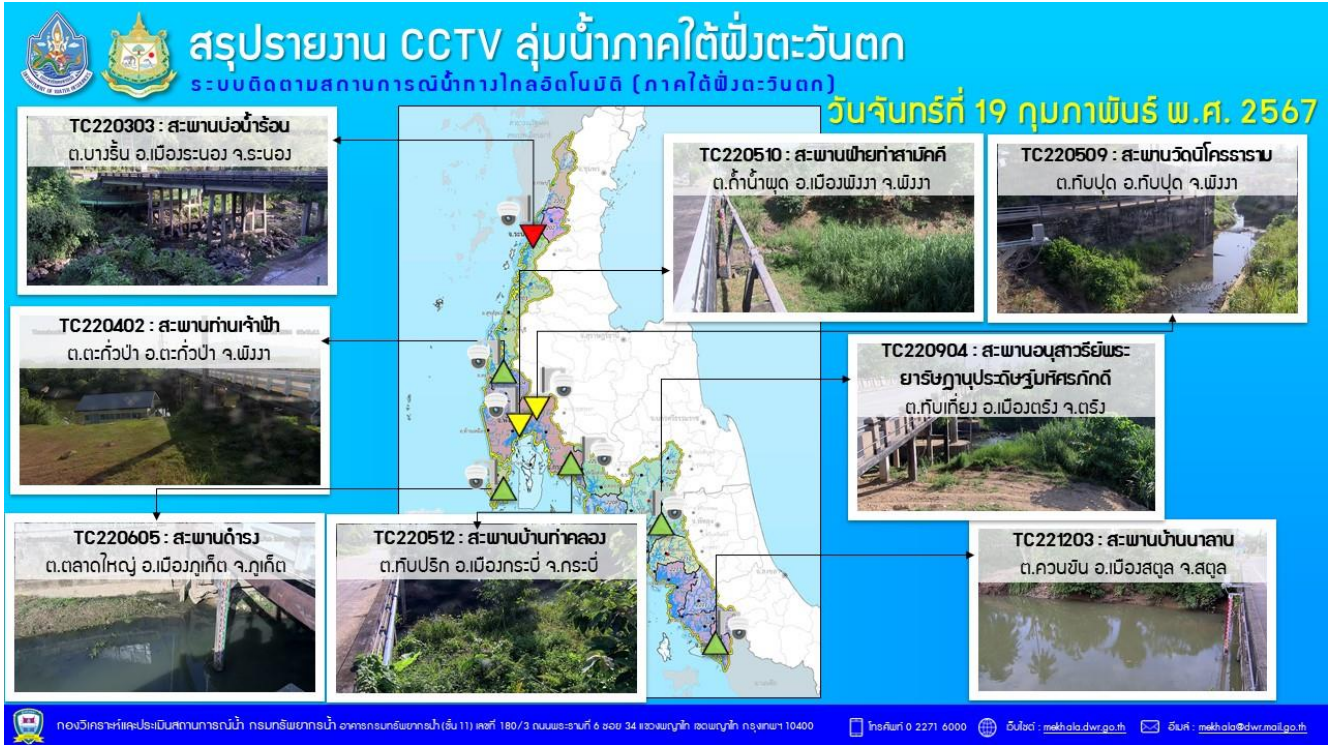 สรุปรายงาน CCTV ลุ่มน้ำภาคใต้ฝั่งตะวันตก
ระบบติดตามสถานการณ์น้ำทางไกลอัตโนมัติ (ภาคใต้ฝั่งตะวันตก)
วันจันทร์ที่ 19 กุมภาพันธ์ พ.ศ. 2567
TC220303 : สะพานบ่อน้ำร้อน
ต.บางริ้น อ.เมืองระนอง จ.ระนอง
TC220510 : สะพานฝ่ายท่าสามัคคี
ต.ถ้ำน้ำผุด อ.เมืองพังงา จ.พังงา
TC220509 : สะพานวัดนิโครธาราม
ต.ทับปุด อ.ทับปุด จ.พังงา
TC220402 : สะพานท่านเจ้าฟ้า
ต.ตะกั่วป่า อ.ตะกั่วป่า จ.พังงา
TC220904 : สะพานอนุสาวรีย์พระ
ยารัษฎานุประดิษฐ์มหิศรภักดี
ต.ทับเที่ยง อ.เมืองตรัง จ.ตรัง
TC220605 : สะพานดำรง
ต.ตลาดใหญ่ อ.เมืองภูเก็ต จ.ภูเก็ต
TC220512 : สะพานบ้านท่าคลอง
ต.ทับปริก อ.เมืองกระบี่ จ.กระบี่
TC221203 : สะพานบ้านนาลาน
ต.ควนขัน อ.เมืองสตูล จ.สตูล
กองวิเคราะห์และประเมินสถานการณ์น้ำ กรมทรัพยากรน้ำ อาคารกรมทรัพยากรน้ำ (ชั้น 11) เลขที่ 180/3 ถนนพระรามที่ 6 ซอย 34 แขวงพญาไท เขตพญาไท กรุงเทพฯ 10400
โทรศัพท์ 0 2271 6000
เว็บไซต์ : mekhala.dwr.go.th
อีเมล์ : mekhala@dwr.mail.go.th